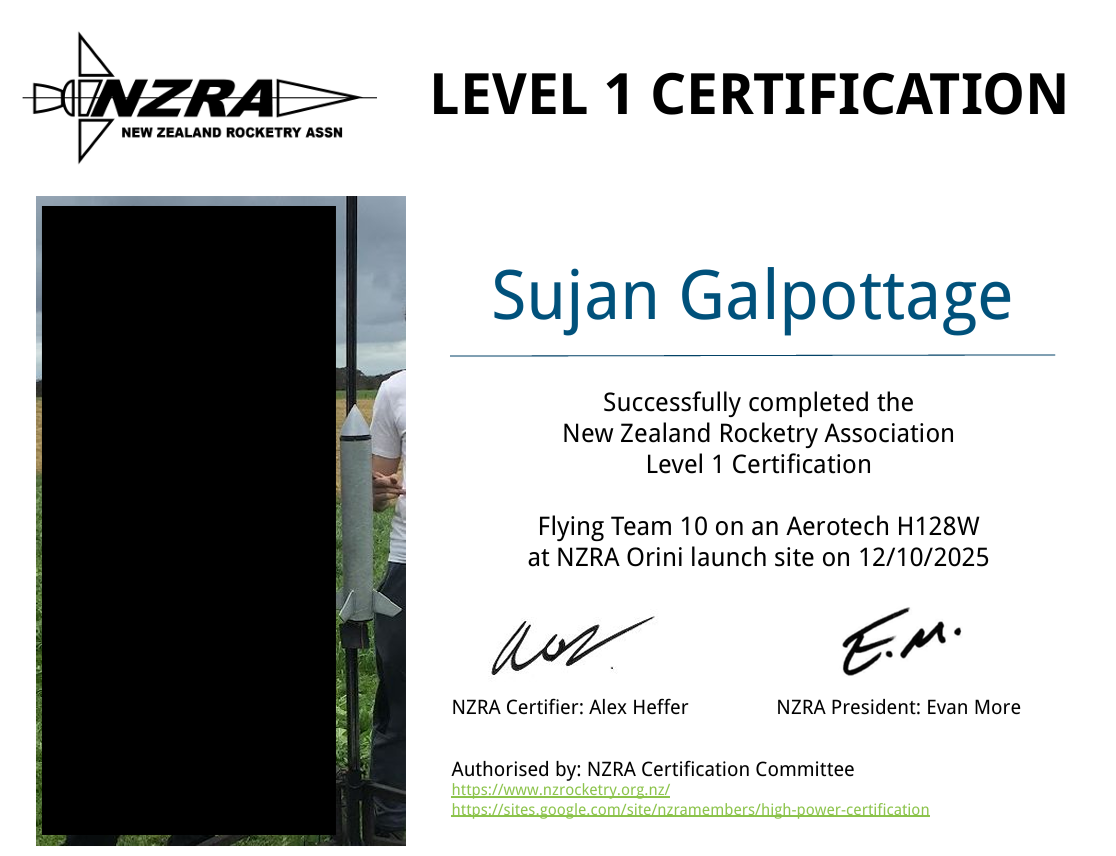 NZRA
NEW ZEALAND ROCKETRY ASSN
LEVEL 1 CERTIFICATION
Sujan Galpottage
Successfully completed the
New Zealand Rocketry Association
Level 1 Certification
Flying Team 10 on an Aerotech H128W
at NZRA Orini launch site on 12/10/2025
E.M.
NZRA Certifier: Alex Heffer
NZRA President: Evan More
Authorised by: NZRA Certification Committee
https://www.nzrocketry.org.nz/
https://sites.google.com/site/nzramembers/high-power-certification